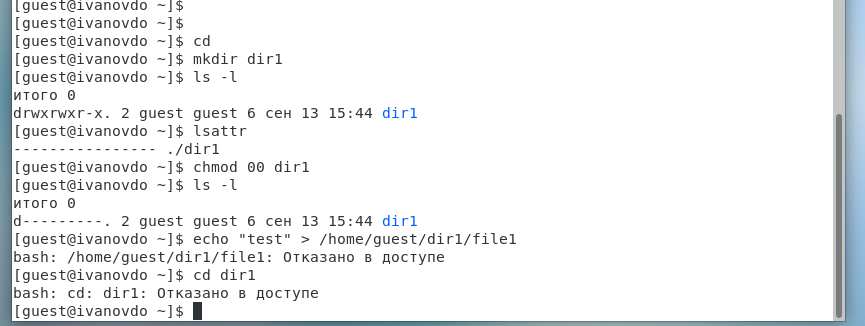 [guest@ivanovdo ~]$
[guest@ivanovdo ~]$
[guest@ivanovdo ~]$ cd
[guest@ivanovdo ~]$ mkdir dir1
[guest@ivanovdo ~]$ ls -l
итого 0
drwxrwxr-x. 2 guest guest 6 сен 13 15:44 dir1
[guest@ivanovdo ~]$ lsattr
---------------- ./dir1
[guest@ivanovdo ~]$ chmod 00 dir1
[guest@ivanovdo ~]$ ls -l
итого 0
d---------. 2 guest guest 6 сен 13 15:44 dir1
[guest@ivanovdo ~]$ echo "test" > /home/guest/dir1/file1
bash: /home/guest/dir1/file1: Отказано в доступе
[guest@ivanovdo ~]$ cd dir1
bash: cd: dir1: Отказано в доступе
[guest@ivanovdo ~]$